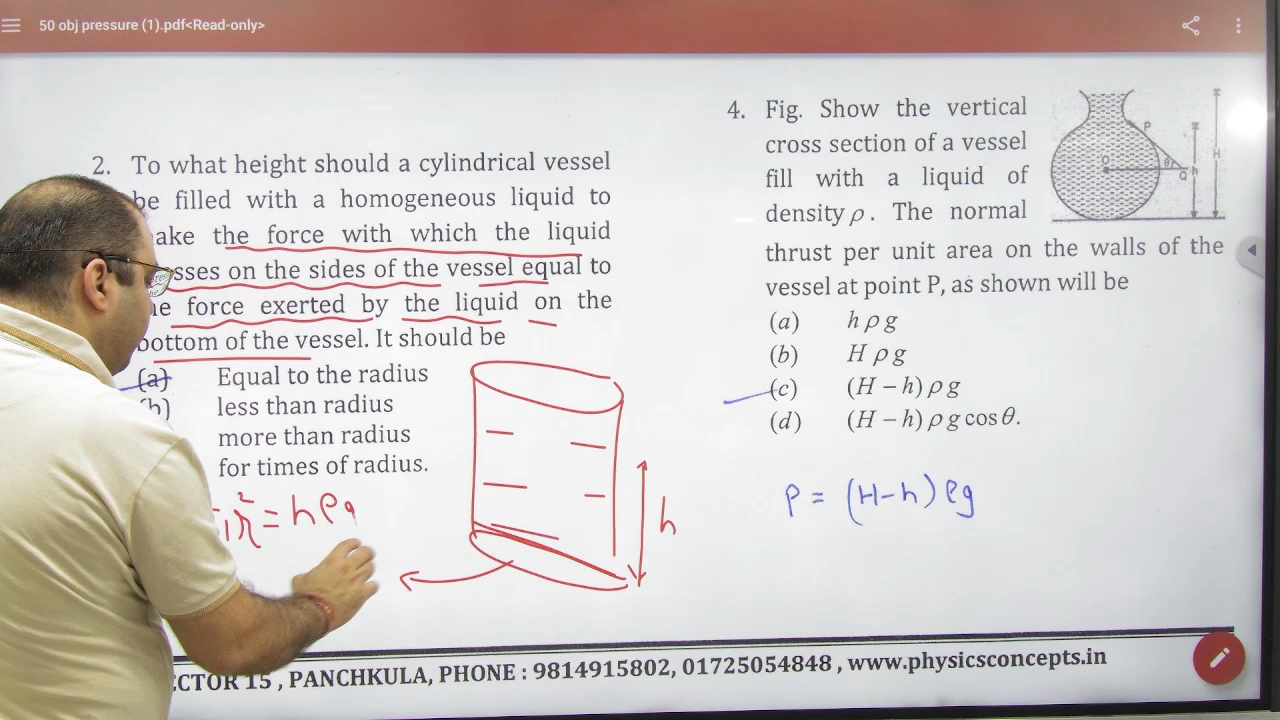 50 obj pressure (1).pdf<Read-only>
2. To what height should a cylindrical vessel
be filled with a homogeneous liquid to
ake the force with which the liquid
sses on the sides of the vessel equal to
e force exerted by the liquid on the
bottom of the vessel. It should be
(a) Equal to the radius
(b) less than radius
more than radius
for times of radius.
r² = hρg
h
4. Fig. Show the vertical
cross section of a vessel
fill with a liquid of
density ρ. The normal
thrust per unit area on the walls of the
vessel at point P, as shown will be
(a) hρg
(b) Hρg
(c) (H – h)ρg
(d) (H – h)ρg cosθ.
P = (H-h)ρg
P
O
θ
Q
h
H
CTOR 15 , PANCHKULA, PHONE : 9814915802, 01725054848 , www.physicsconcepts.in